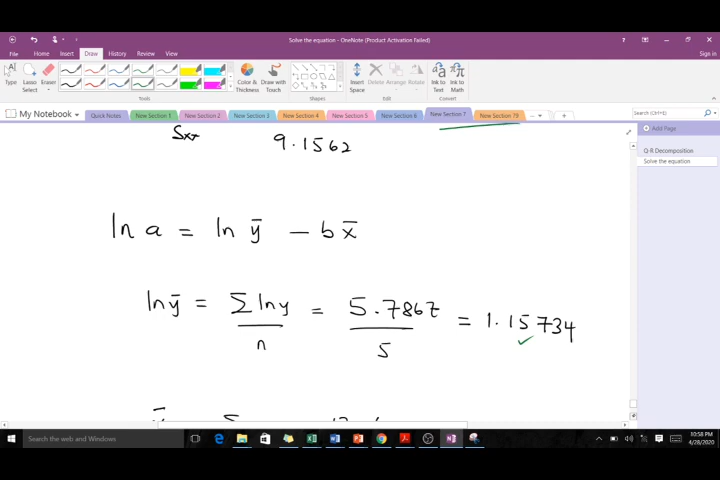 Solve the equation - OneNote (Product Activation Failed)
File Home Insert Draw History Review View Sign in
Type Lasso Select Eraser Color & Thickness Draw with Touch Insert Space Delete Arrange Rotate Ink to Text Ink to Math
Tools Shapes Edit Convert
My Notebook Quick Notes New Section 1 New Section 2 New Section 3 New Section 4 New Section 5 New Section 6 New Section 7 New Section 19 Search (Ctrl+E)
Add Page
Q-R Decomposition
Solve the equation
Sxx 9.1562
ln a = ln ȳ - b x̄
ln ȳ = Σ ln y / n = 5.7867 / 5 = 1.15734 ✓
Search the web and Windows
10:58 PM
4/28/2020